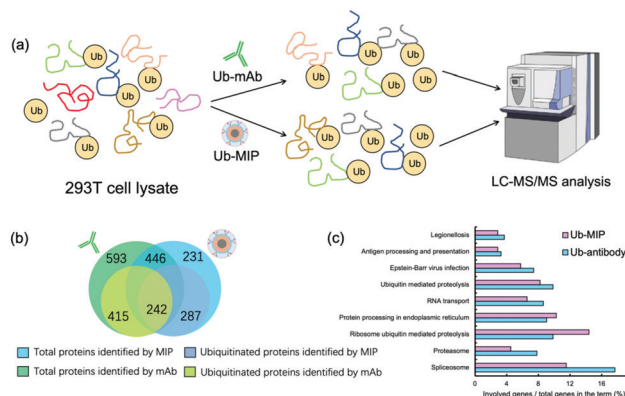 (a)
Ub
Ub
Ub
Ub
Ub
Ub
Ub
Ub
293T cell lysate
Ub-mAb
Ub-MIP
Ub
Ub
Ub
Ub
Ub
Ub
Ub
Ub
Ub
LC-MS/MS analysis
(b)
593
446
231
415
242
287
Total proteins identified by MIP
Ubiquitinated proteins identified by MIP
Total proteins identified by mAb
Ubiquitinated proteins identified by mAb
(c)
Ub-MIP
Ub-antibody
Legionellosis
Antigen processing and presentation
Epstein-Barr virus infection
Ubiquitin mediated proteolysis
RNA transport
Protein processing in endoplasmic reticulum
Ribosome ubiquitin mediated proteolysis
Proteasome
Spliceosome
0 4 8 12 16
Involved genes / total genes in the term (%)